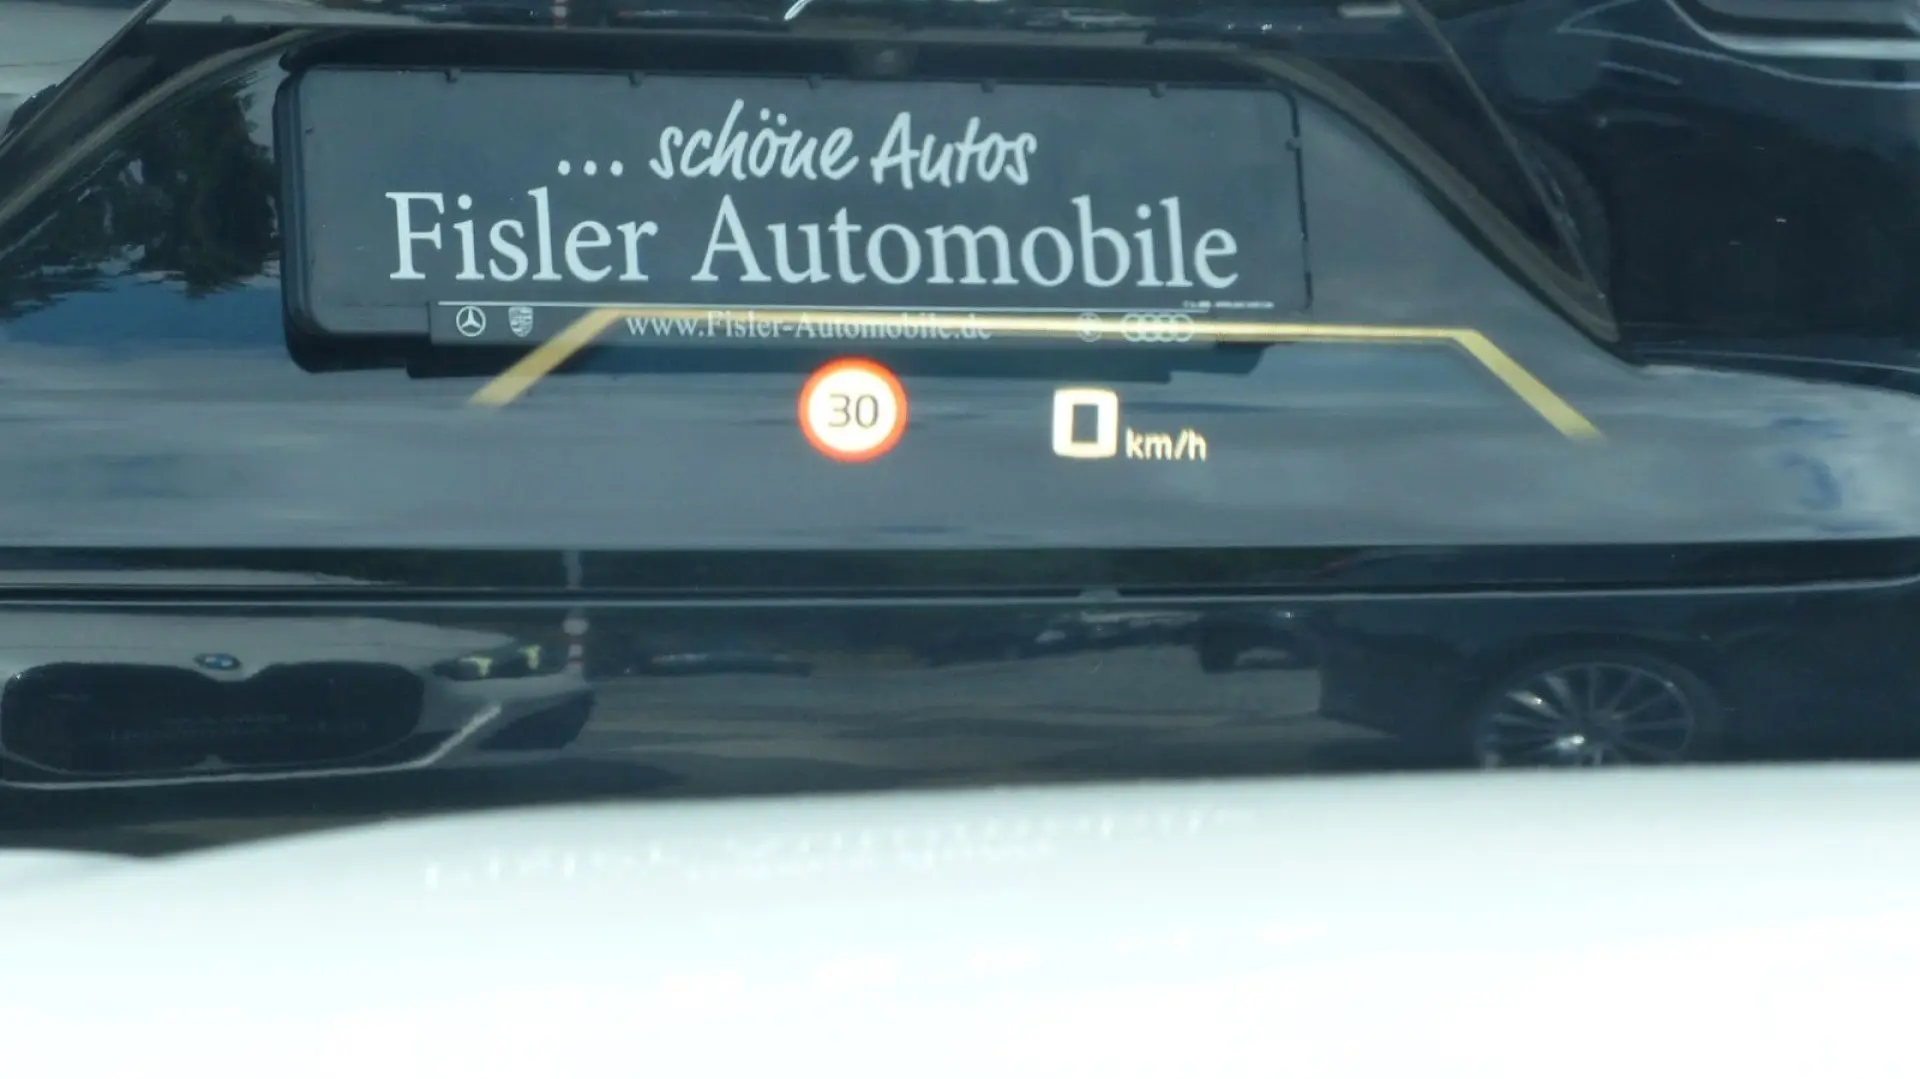 ... schöne Autos
Fisler Automobile
www.Fisler-Automobile.de
30
0 km/h